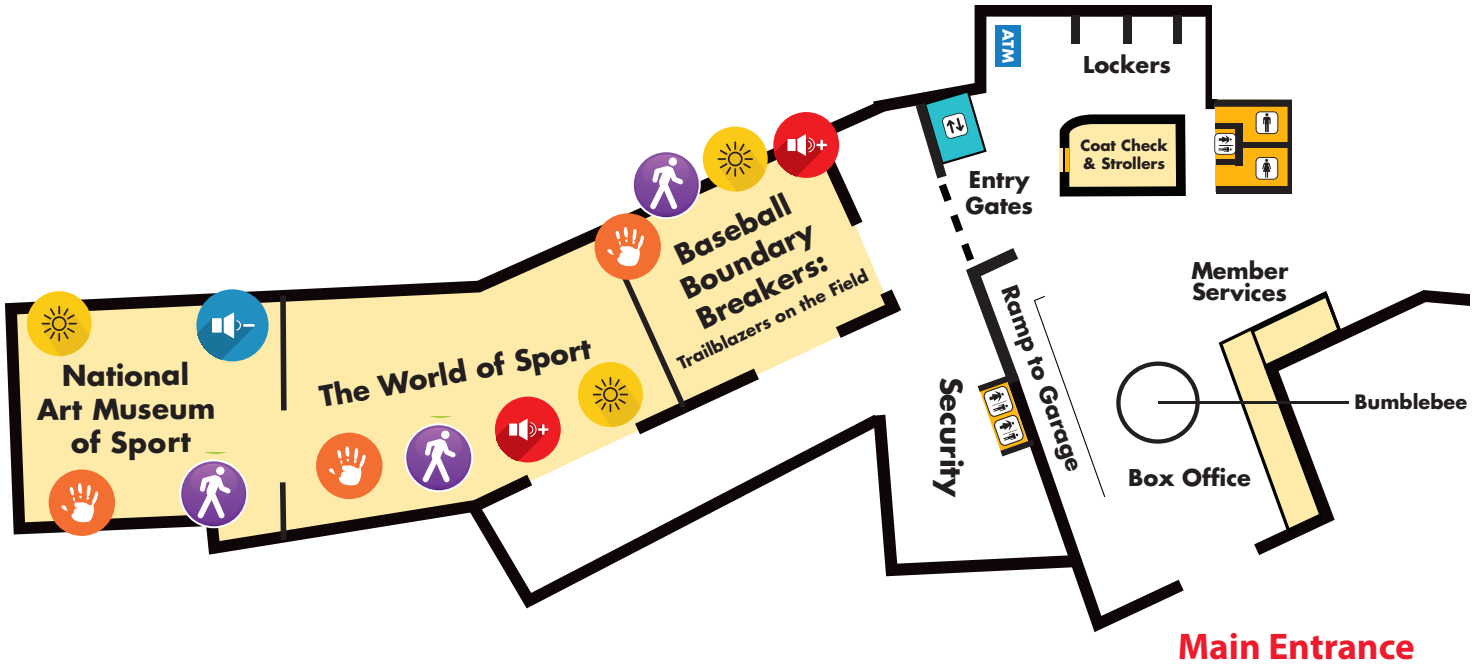 ATM
Lockers
Coat Check
& Strollers
Entry
Gates
Baseball
Boundary
Breakers:
Trailblazers on the Field
Member
Services
Ramp to Garage
National
Art Museum
of Sport
The World of Sport
Security
Bumblebee
Box Office
Main Entrance